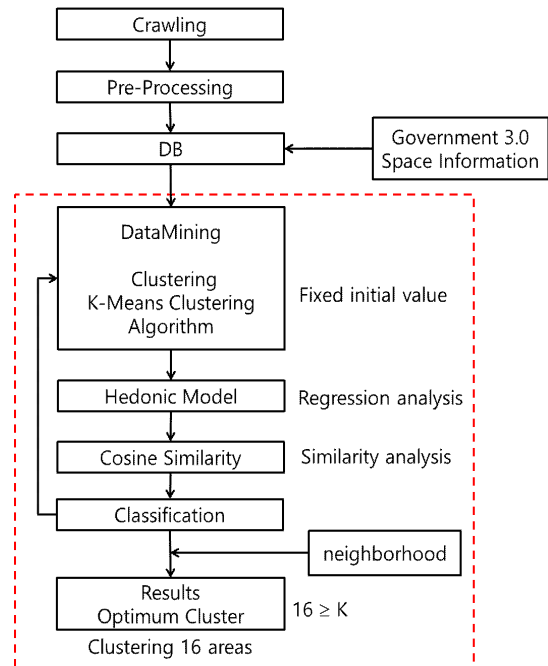 Crawling
Pre-Processing
DB
Government 3.0
Space Information
DataMining
Clustering
K-Means Clustering
Algorithm
Fixed initial value
Hedonic Model
Regression analysis
Cosine Similarity
Similarity analysis
Classification
neighborhood
Results
Optimum Cluster
16 ≥ K
Clustering 16 areas